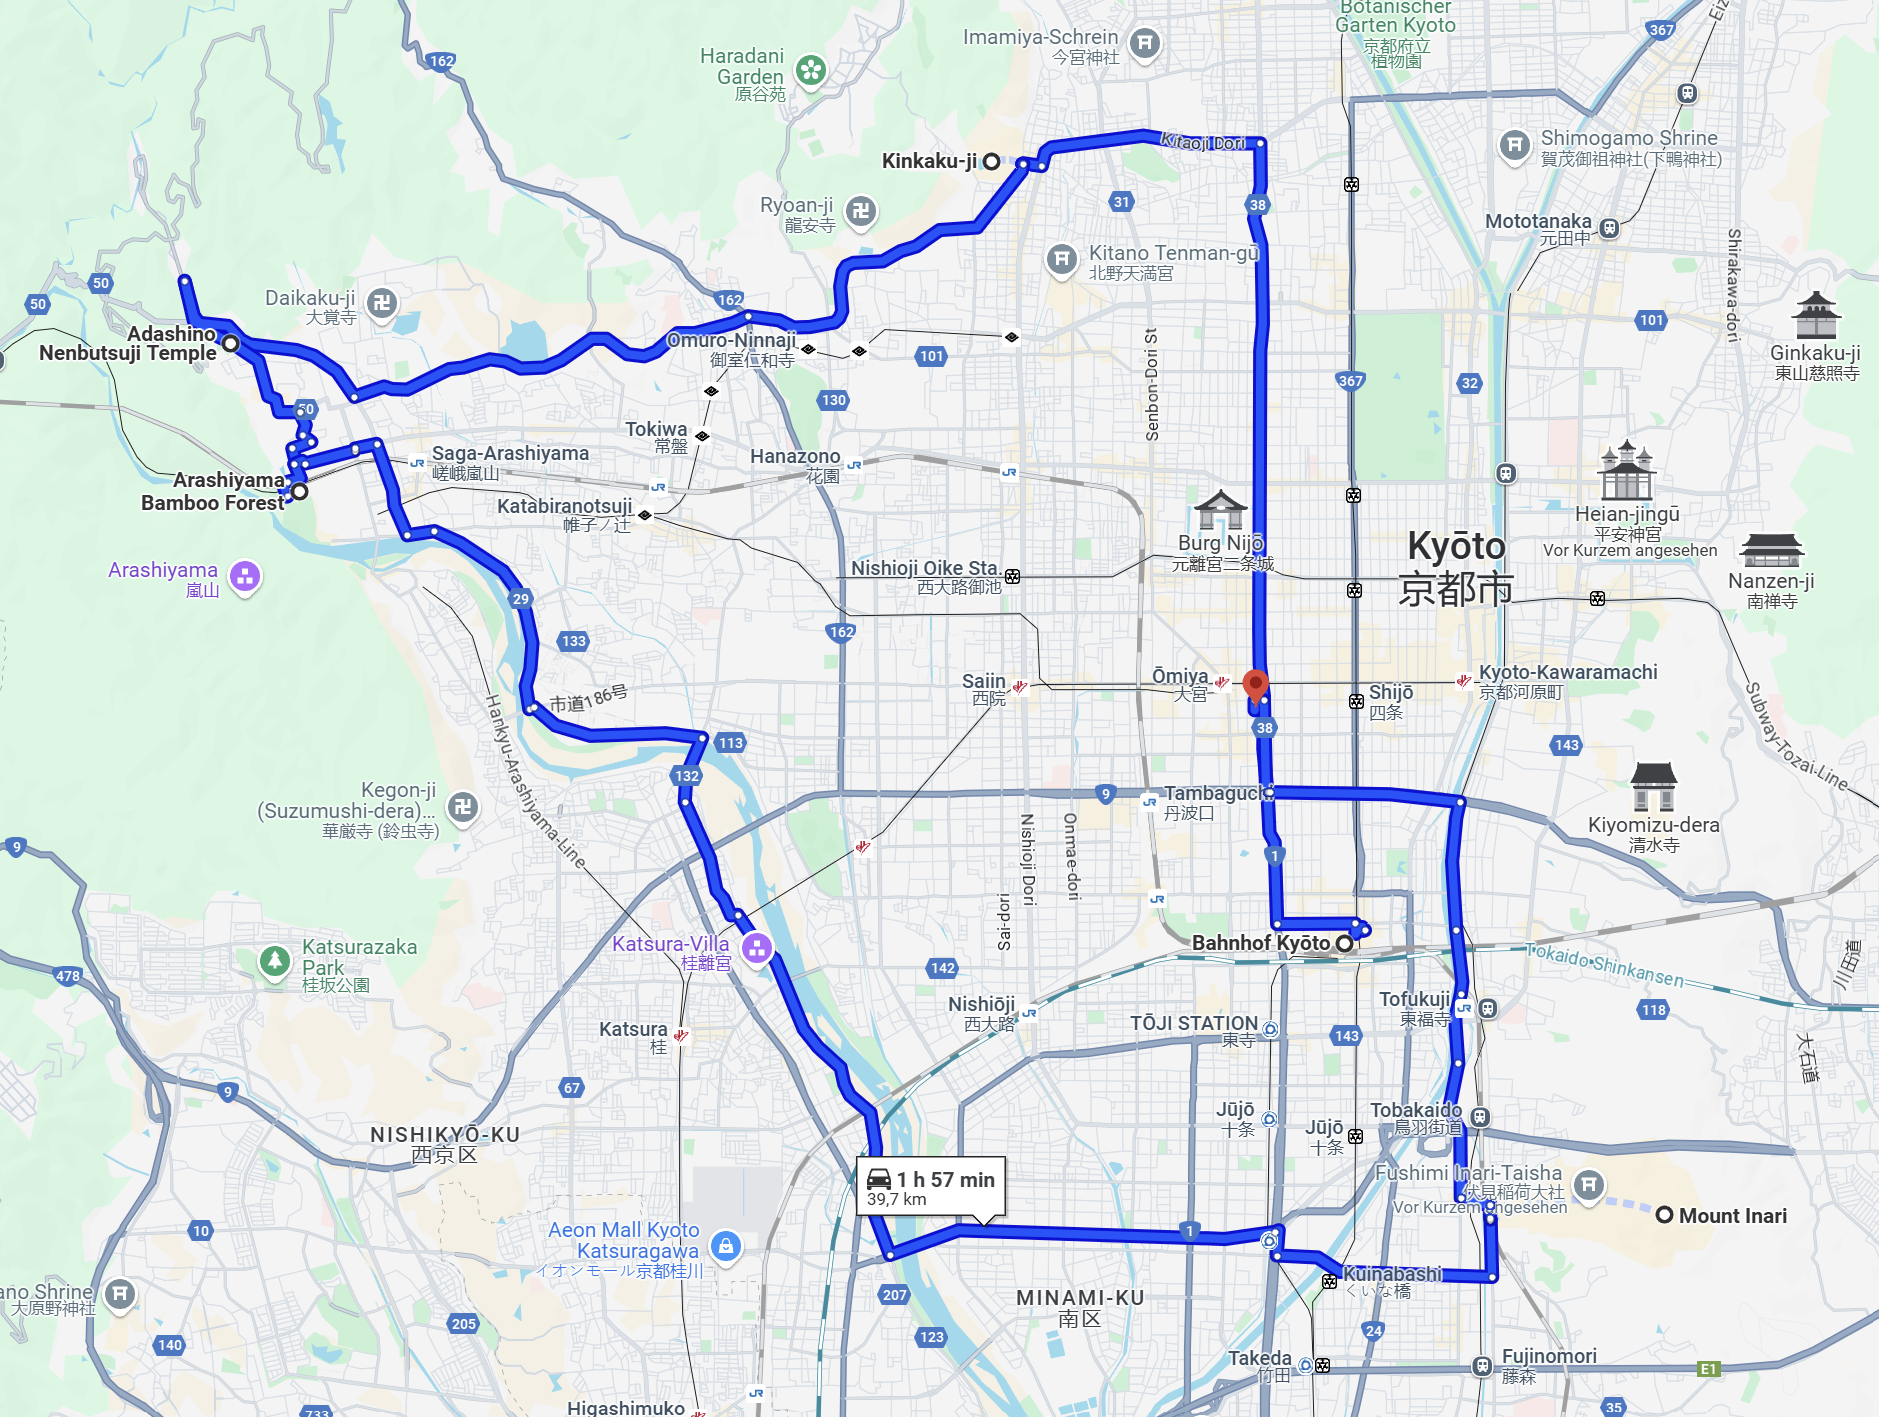 Botanischer
Garten Kyoto
京都府立
植物園
367
162
Haradani
Garden
原谷苑
Imamiya-Schrein
今宮神社
Kitaoji Dori
Shimogamo Shrine
賀茂御祖神社(下鴨神社)
Kinkaku-ji
Ryoan-ji
龍安寺
31
38
Mototanaka
元田中
Shirakawa-dori
Kitano Tenman-gū
北野天満宮
50
50
Daikaku-ji
大覚寺
162
101
Ginkaku-ji
東山慈照寺
Adashino
Nenbutsuji Temple
Omuro-Ninnaji
御室仁和寺
101
Senbon-Dori St
367
32
130
50
Tokiwa
常盤
Hanazono
花園
Saga-Arashiyama
嵯峨嵐山
JR
JR
JR
JR
Arashiyama
Bamboo Forest
Katabiranotsuji
帷子ノ辻
Heian-jingū
平安神宮
Vor Kurzem angesehen
Burg Nijō
元離宮二条城
Kyōto
京都市
Nanzen-ji
南禅寺
Arashiyama
嵐山
Nishioji Oike Sta.
西大路御池
29
133
162
Saiin
西院
Ōmiya
大宮
Shijō
四条
Kyoto-Kawaramachi
京都河原町
市道186号
Hankyu-Arashiyama-Line
Subway-Tozai-Line
113
38
143
132
Kegon-ji
(Suzumushi-dera)...
華厳寺 (鈴虫寺)
9
Tambaguchi
丹波口
JR
Kiyomizu-dera
清水寺
Nishioji Dori
Onmae-dori
Sai-dori
9
1
JR
Katsura-Villa
桂離宮
Bahnhof Kyōto
Katsurazaka
Park
桂坂公園
478
142
Tokaido Shinkansen
川田道
Nishiōji
西大路
JR
Tofukuji
東福寺
JR
118
Katsura
桂
TŌJI STATION
東寺
143
大石道
67
9
Jūjō
十条
Jūjō
十条
Tobakaido
鳥羽街道
NISHIKYŌ-KU
西京区
1 h 57 min
39,7 km
Fushimi Inari-Taisha
伏見稲荷大社
Vor Kurzem angesehen
Mount Inari
10
Aeon Mall Kyoto
Katsuragawa
イオンモール京都桂川
1
Kuinabashi
くいな橋
ano Shrine
大原野神社
207
MINAMI-KU
南区
205
123
24
140
Takeda
竹田
Fujinomori
藤森
E1
JR
Higashimuko
733
35